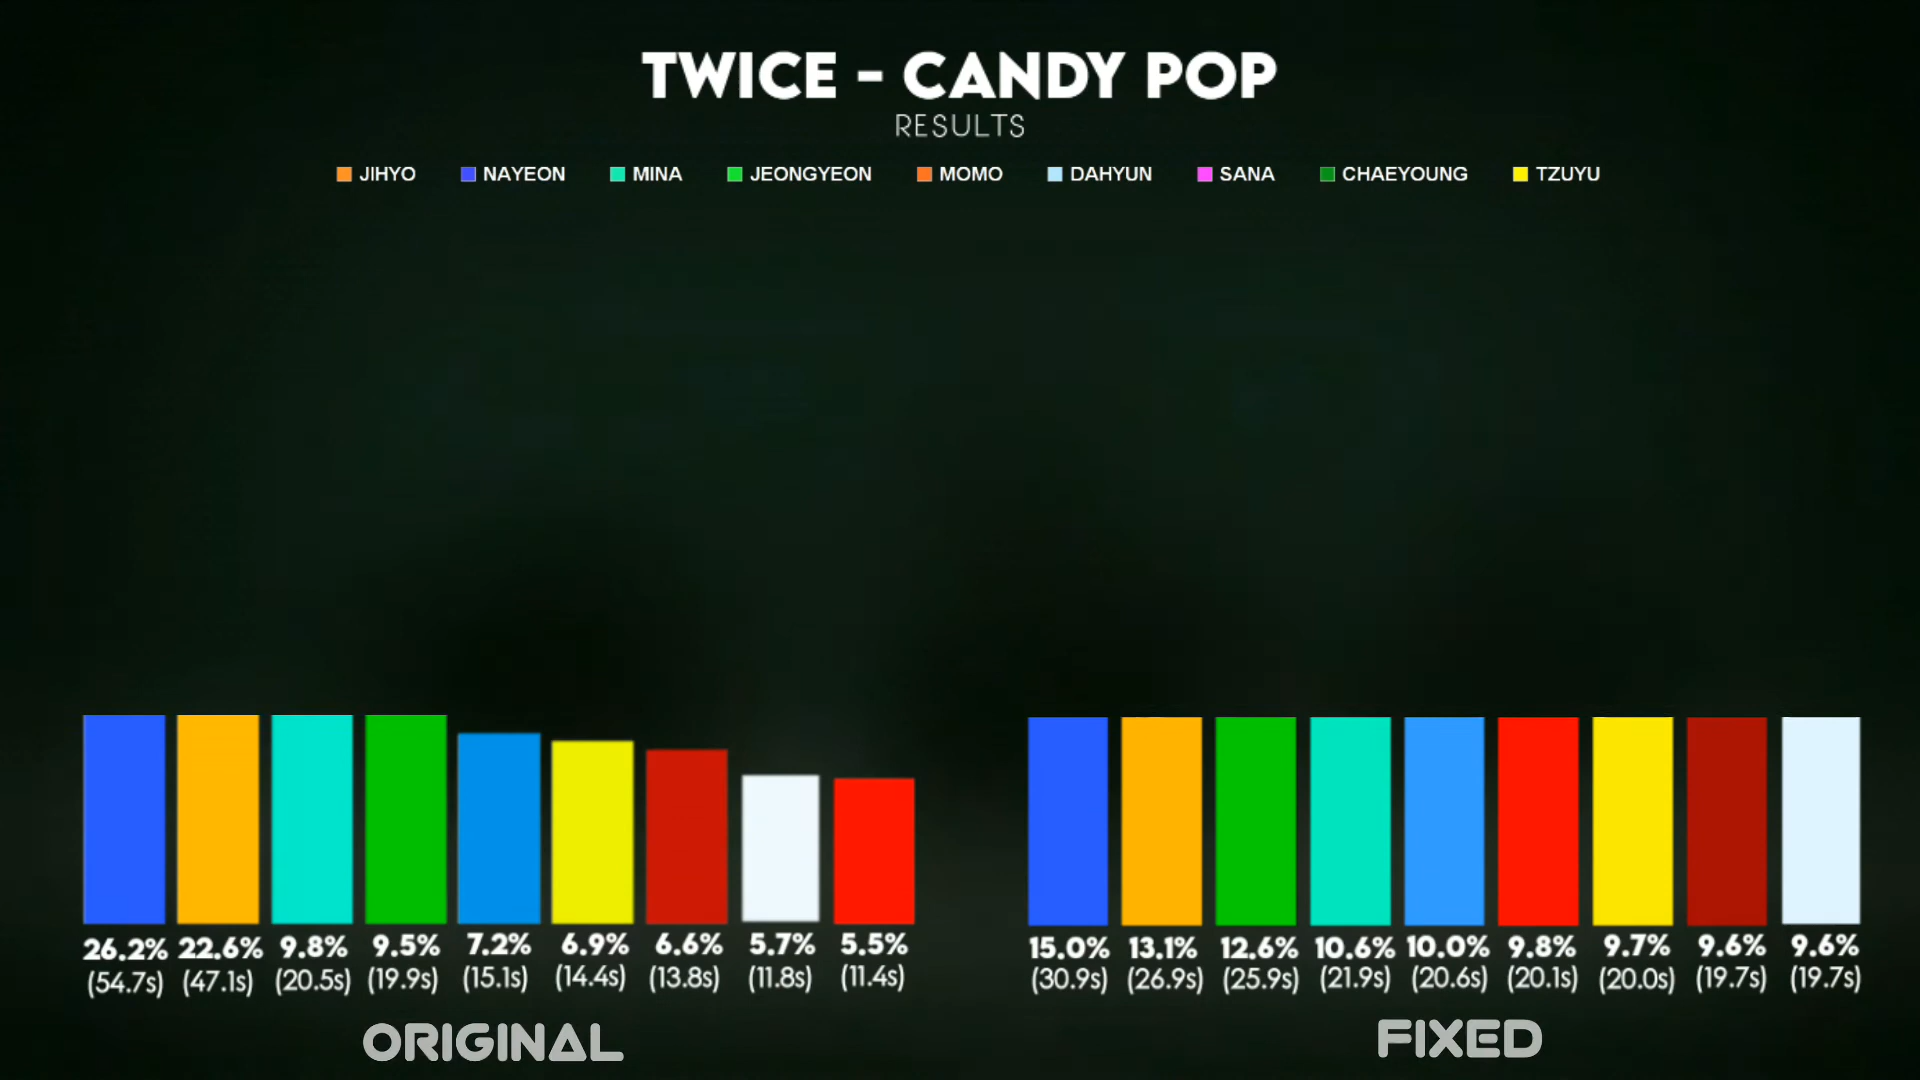 TWICE - CANDY POP
RESULTS
JIHYO NAYEON MINA JEONGYEON MOMO DAHYUN SANA CHAEYOUNG TZUYU
26.2% 22.6% 9.8% 9.5% 7.2% 6.9% 6.6% 5.7% 5.5%
(54.7s) (47.1s) (20.5s) (19.9s) (15.1s) (14.4s) (13.8s) (11.8s) (11.4s)
ORIGINAL
15.0% 13.1% 12.6% 10.6% 10.0% 9.8% 9.7% 9.6% 9.6%
(30.9s) (26.9s) (25.9s) (21.9s) (20.6s) (20.1s) (20.0s) (19.7s) (19.7s)
FIXED